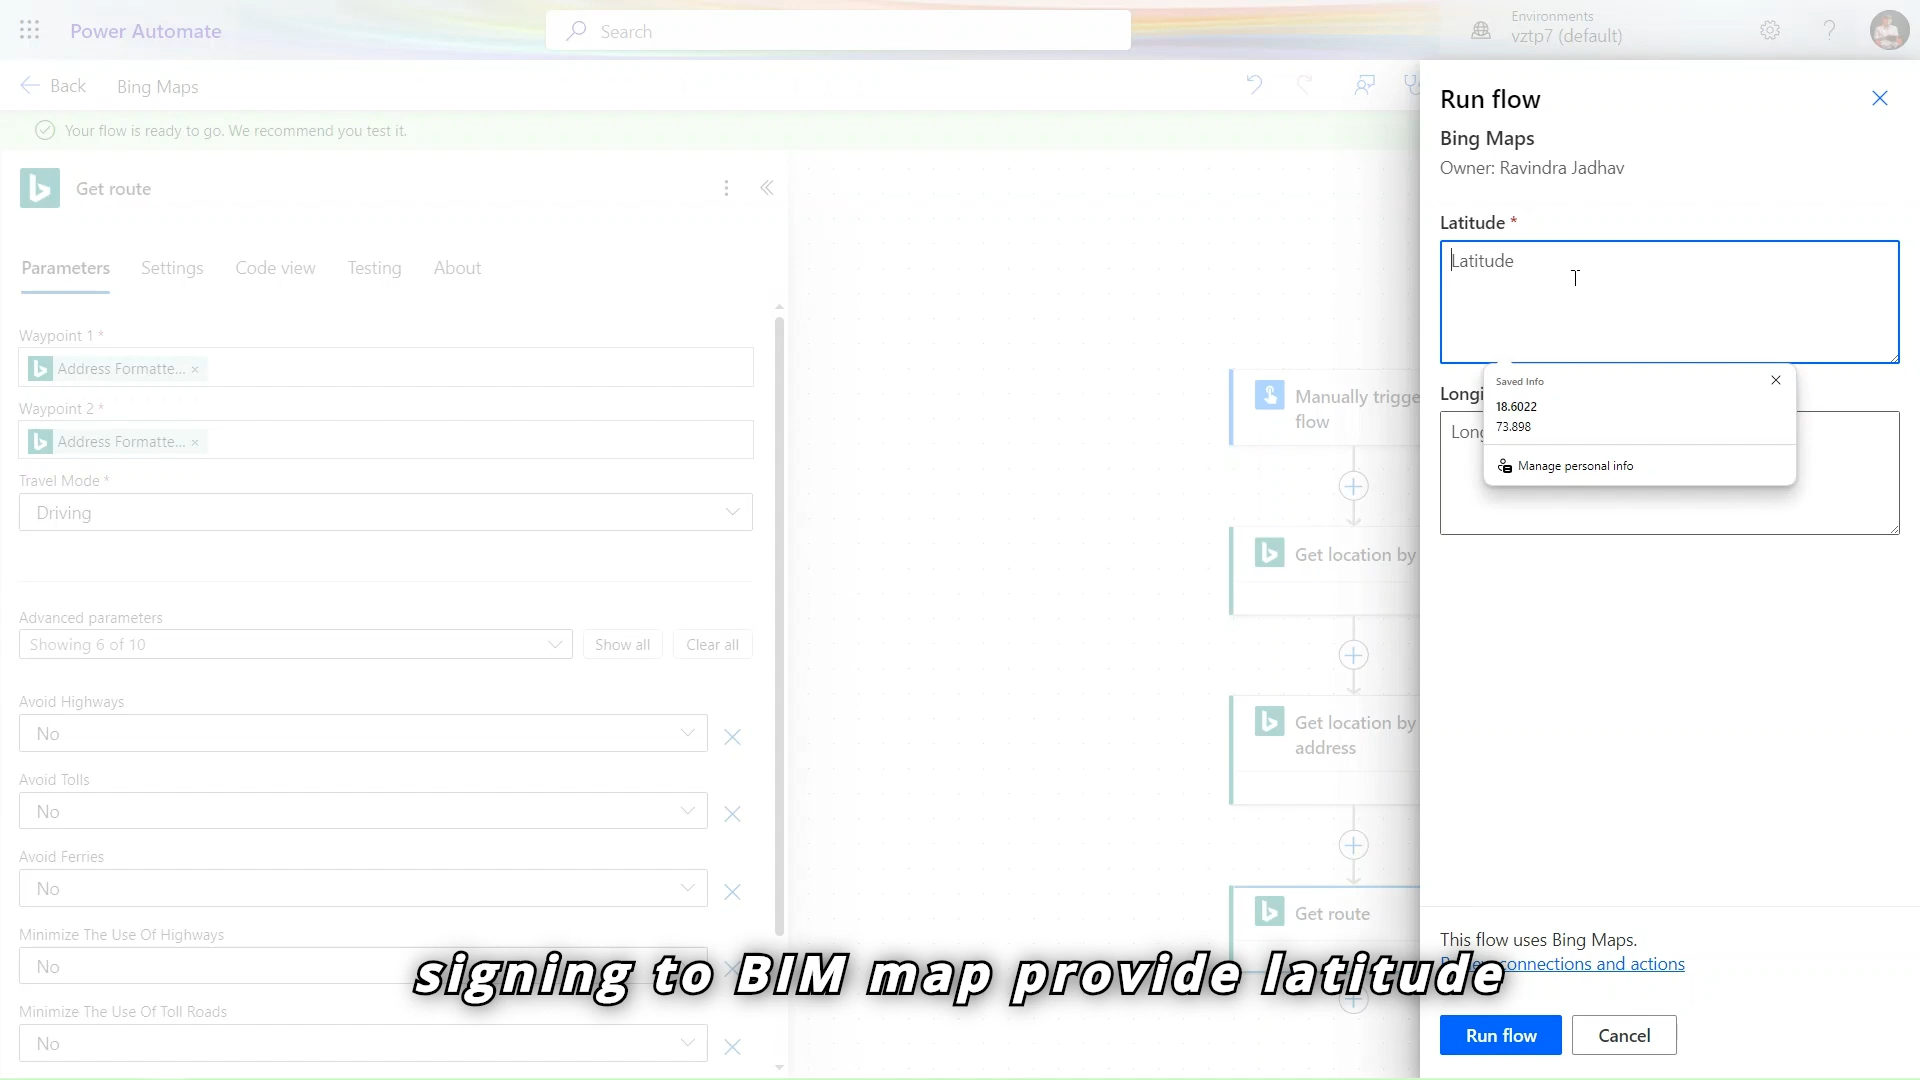 Power Automate
Search
Environments
vztp7 (default)
?
Back
Bing Maps
Your flow is ready to go. We recommend you test it.
Get route
Parameters
Settings
Code view
Testing
About
Waypoint 1 *
Address Formatte... ×
Waypoint 2 *
Address Formatte... ×
Travel Mode *
Driving
Advanced parameters
Showing 6 of 10
Show all
Clear all
Avoid Highways
No
Avoid Tolls
No
Avoid Ferries
No
Minimize The Use Of Highways
No
Minimize The Use Of Toll Roads
No
Manually trigge
flow
Get location by
Get location by
address
Get route
Run flow
Bing Maps
Owner: Ravindra Jadhav
Latitude *
Latitude
Saved Info
18.6022
73.898
Manage personal info
Longi
Long
This flow uses Bing Maps.
connections and actions
Run flow
Cancel
signing to BIM map provide latitude